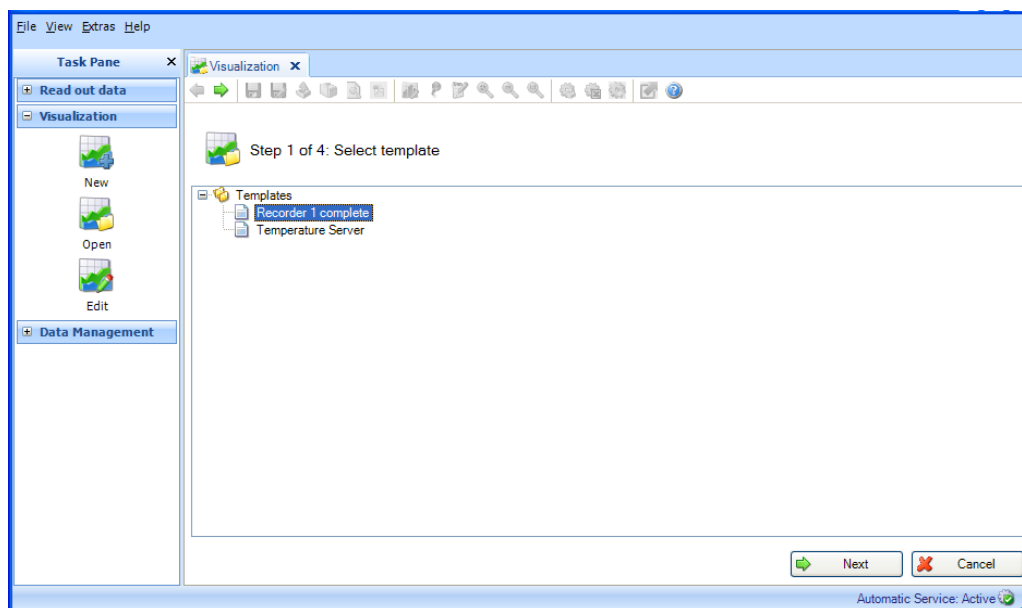 File View Extras Help
Task Pane
Visualization
Read out data
Visualization
Step 1 of 4: Select template
New
Templates
Recorder 1 complete
Temperature Server
Open
Edit
Data Management
Next
Cancel
Automatic Service: Active